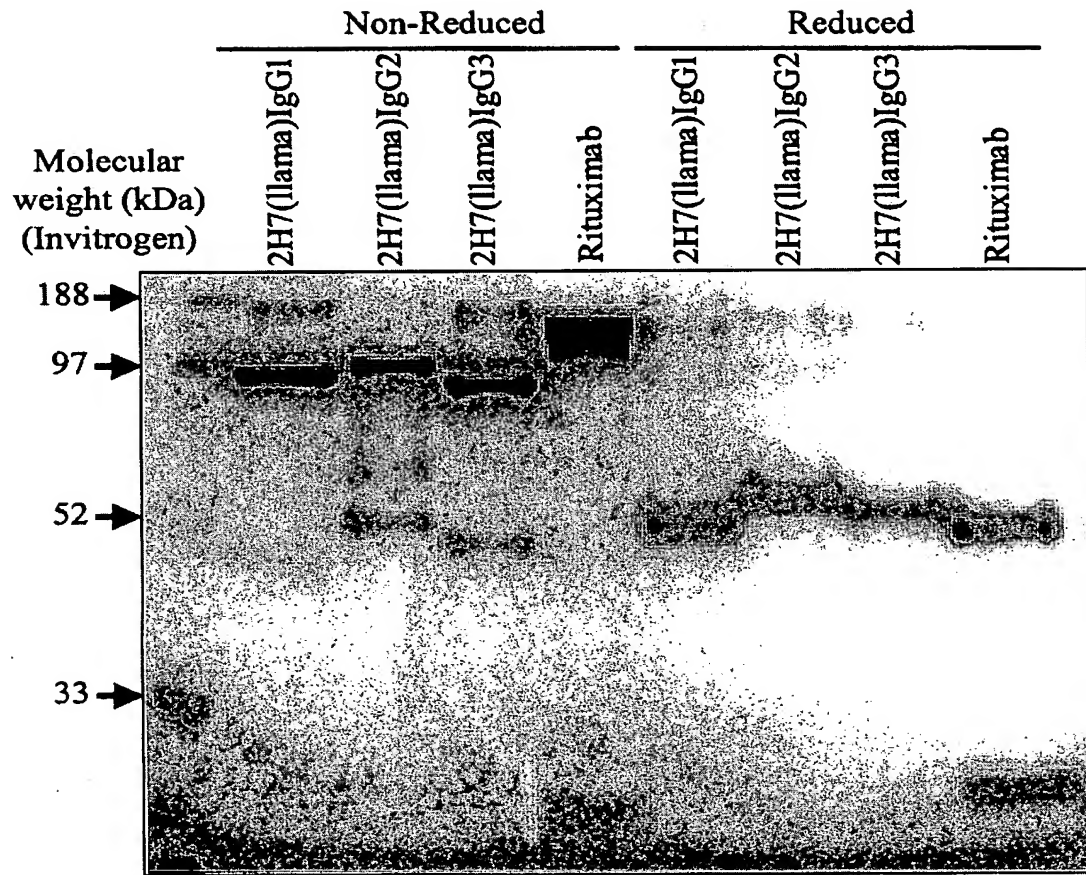 Non-Reduced Reduced
2H7(llama)IgG1
2H7(llama)IgG2
2H7(llama)IgG3
Rituximab
2H7(llama)IgG1
2H7(llama)IgG2
2H7(llama)IgG3
Rituximab
Molecular
weight (kDa)
(Invitrogen)
188
97
52
33